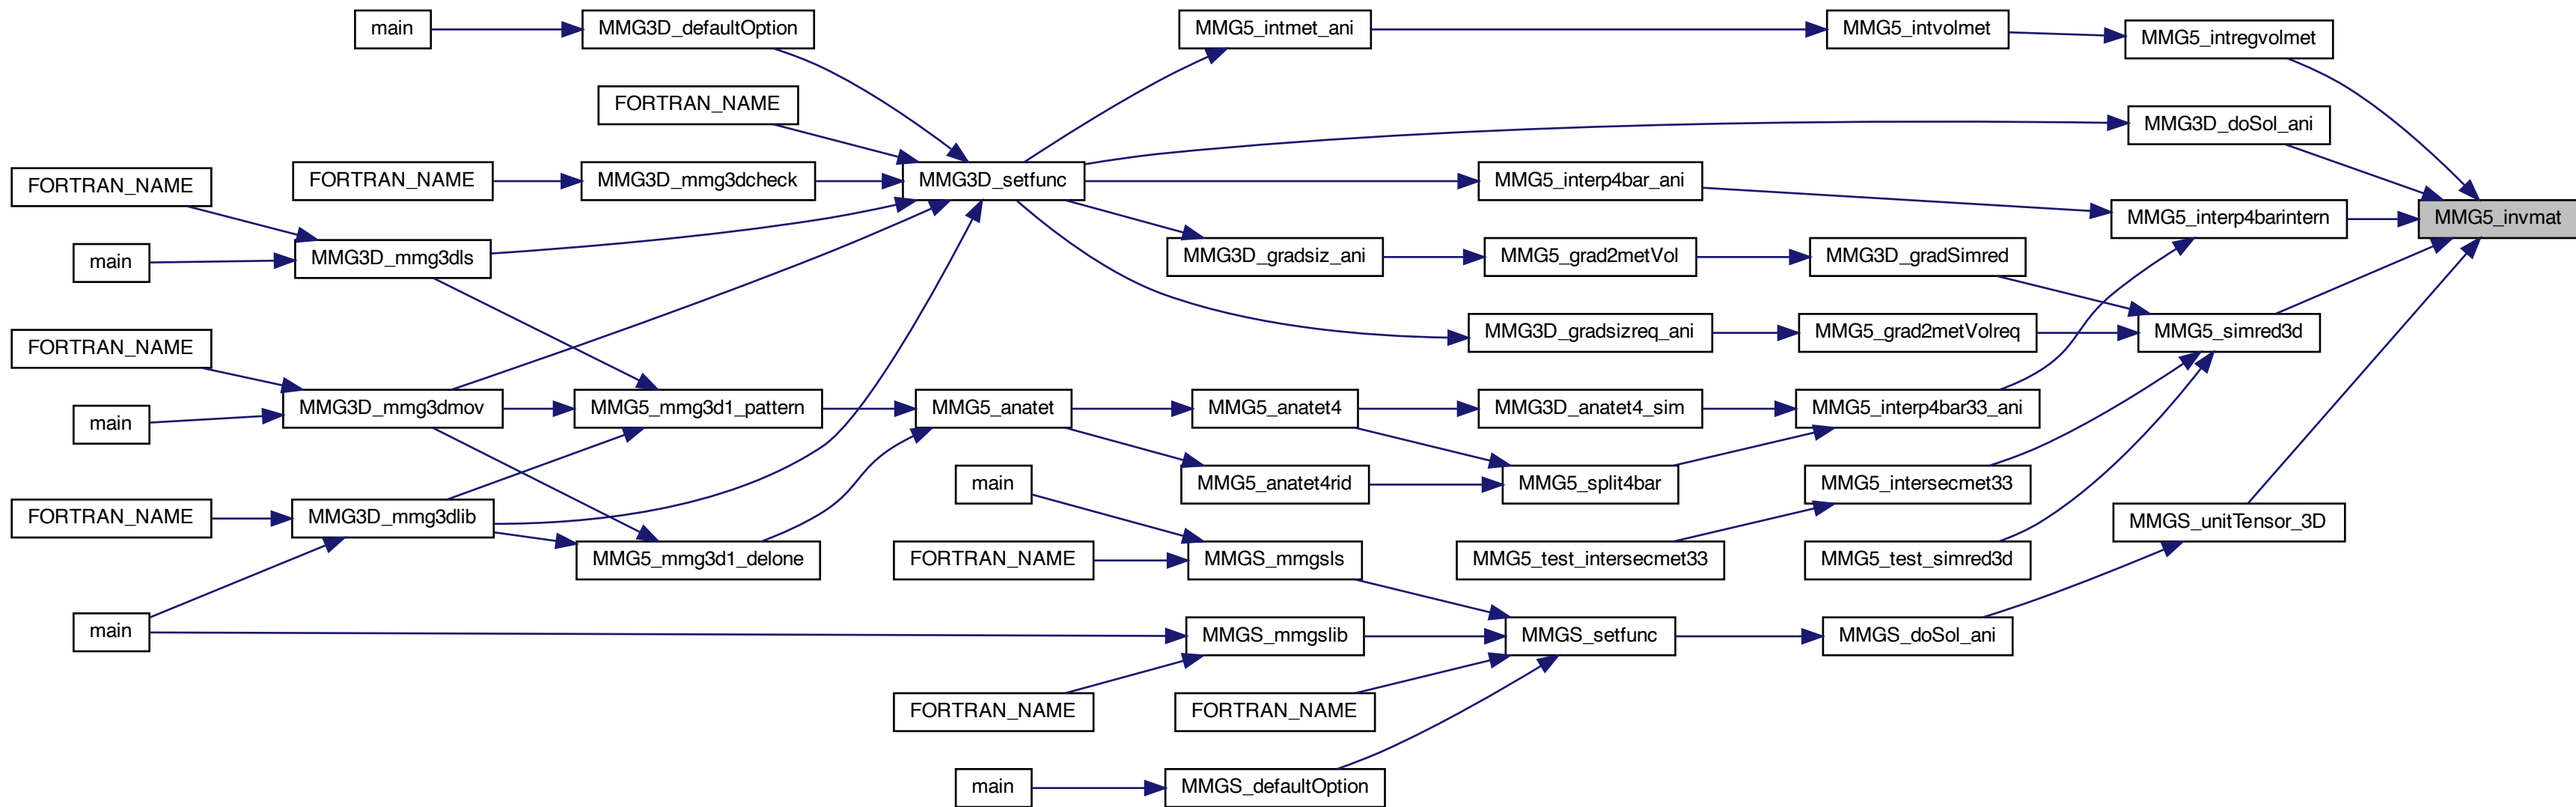 main
MMG3D_defaultOption
MMG5_intmet_ani
MMG5_intvolmet
MMG5_intregvolmet
FORTRAN_NAME
MMG3D_doSol_ani
FORTRAN_NAME
FORTRAN_NAME
MMG3D_mmg3dcheck
MMG3D_setfunc
MMG5_interp4bar_ani
MMG5_interp4barintern
MMG5_invmat
main
MMG3D_mmg3dls
MMG3D_gradsiz_ani
MMG5_grad2metVol
MMG3D_gradSimred
FORTRAN_NAME
MMG3D_gradsizreq_ani
MMG5_grad2metVolreq
MMG5_simred3d
main
MMG3D_mmg3dmov
MMG5_mmg3d1_pattern
MMG5_anatet
MMG5_anatet4
MMG3D_anatet4_sim
MMG5_interp4bar33_ani
main
MMG5_anatet4rid
MMG5_split4bar
MMG5_intersecmet33
FORTRAN_NAME
MMG3D_mmg3dlib
MMGS_unitTensor_3D
MMG5_mmg3d1_delone
FORTRAN_NAME
MMGS_mmgsls
MMG5_test_intersecmet33
MMG5_test_simred3d
main
MMGS_mmgslib
MMGS_setfunc
MMGS_doSol_ani
FORTRAN_NAME
FORTRAN_NAME
main
MMGS_defaultOption